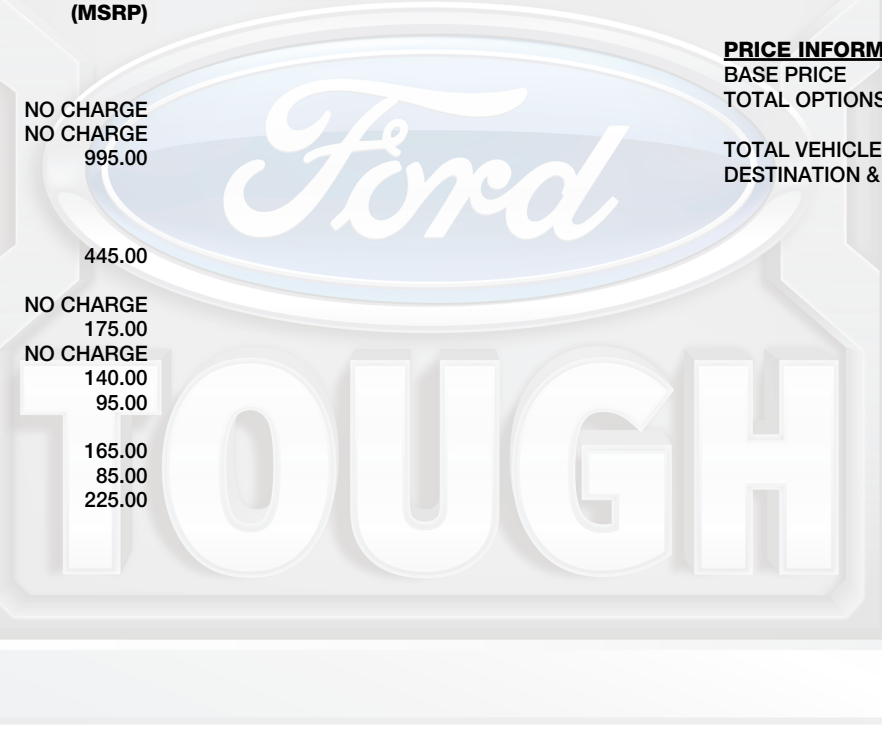 (MSRP)
NO CHARGE
NO CHARGE
995.00
445.00
NO CHARGE
175.00
NO CHARGE
140.00
95.00
165.00
85.00
225.00
PRICE INFORM
BASE PRICE
TOTAL OPTIONS
TOTAL VEHICLE
DESTINATION &
Ford
TOUGH